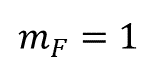 m_F = 1